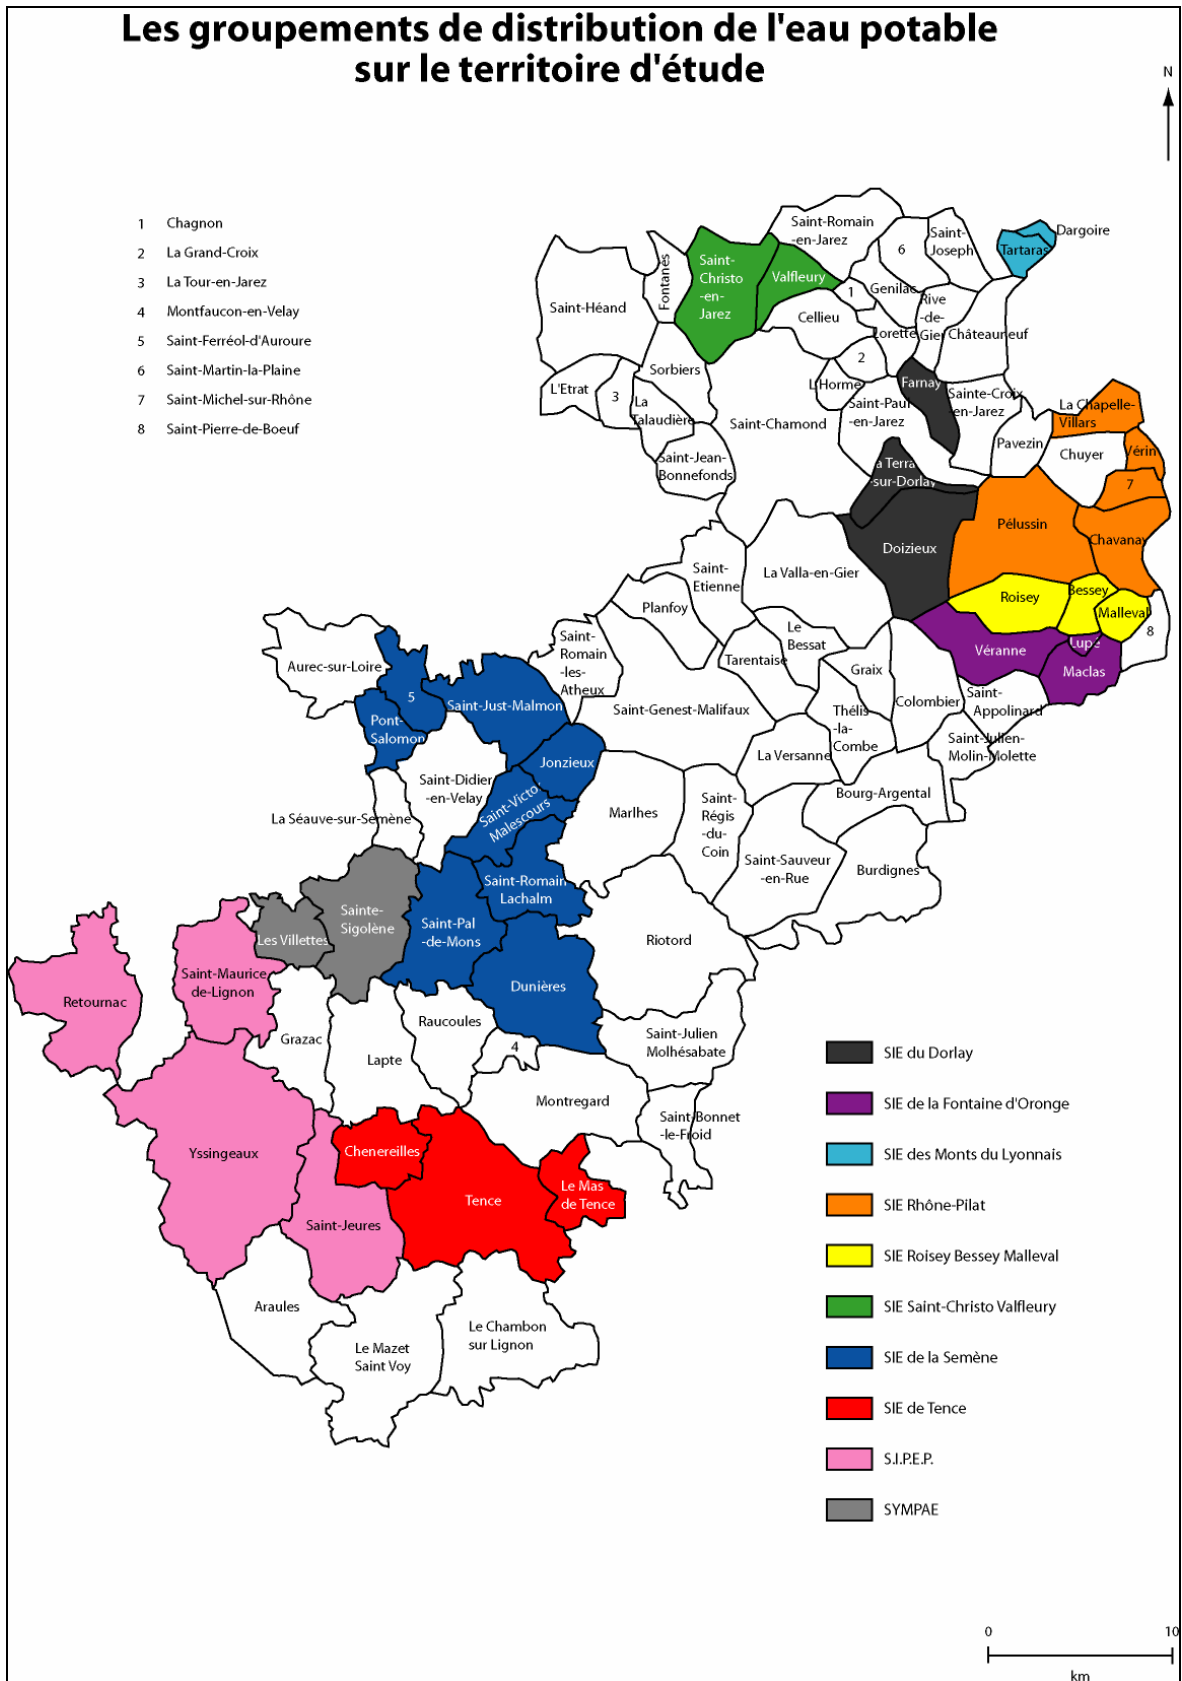 Les groupements de distribution de l'eau potable
sur le territoire d'étude
N
1 Chagnon
2 La Grand-Croix
3 La Tour-en-Jarez
4 Montfaucon-en-Velay
5 Saint-Ferréol-d'Auroure
6 Saint-Martin-la-Plaine
7 Saint-Michel-sur-Rhône
8 Saint-Pierre-de-Boeuf
Saint-Romain
-en-Jarez
Saint-
Joseph
Dargoire
Tartaras
6
Fontanes
Saint-
Christo
-en-
Jarez
Valfleury
Saint-Héand
1
Genilac
Rive
-de-
Gier
Cellieu
Lorette
Châteauneuf
2
Sorbiers
L'Etrat
3
La
Talaudière
L'Horme
Farnay
Saint-Paul
-en-Jarez
Sainte-Croix
-en-Jarez
La Chapelle-
Villars
Saint-Chamond
Pavezin
Chuyer
Vérin
7
Saint-Jean-
Bonnefonds
a Terra
-sur-Dorlay
Pélussin
Chavanay
Doizieux
La Valla-en-Gier
Saint-
Etienne
Planfoy
Roisey
Bessey
Malleval
8
Lupé
Véranne
Maclas
Le
Bessat
Tarentaise
Graix
Saint-
Romain
-les-
Atheux
Aurec-sur-Loire
5
Saint-Just-Malmon
Pont-
Salomon
Saint-Genest-Malifaux
Thélis
-la-
Combe
Colombier
Saint-
Appolinard
Saint-Julien-
Molin-Molette
La Versanne
Jonzieux
Saint-Didier
-en-Velay
Saint-Victo
Malescours
Marlhes
Saint-
Régis
-du-
Coin
Bourg-Argental
La Séauve-sur-Semène
Saint-Sauveur
-en-Rue
Burdignes
Saint-Romain
Lachalm
Sainte-
Sigolène
Saint-Pal
-de-Mons
Les Villettes
Riotord
Saint-Maurice
de-Lignon
Retournac
Dunières
Raucoules
Grazac
Lapte
4
Saint-Julien
Molhésabate
Montregard
Saint-Bonnet
-le-Froid
Yssingeaux
Chenereilles
Tence
Le Mas
de Tence
Saint-Jeures
Araules
Le Mazet
Saint Voy
Le Chambon
sur Lignon
SIE du Dorlay
SIE de la Fontaine d'Oronge
SIE des Monts du Lyonnais
SIE Rhône-Pilat
SIE Roisey Bessey Malleval
SIE Saint-Christo Valfleury
SIE de la Semène
SIE de Tence
S.I.P.E.P.
SYMPAE
0 10
km